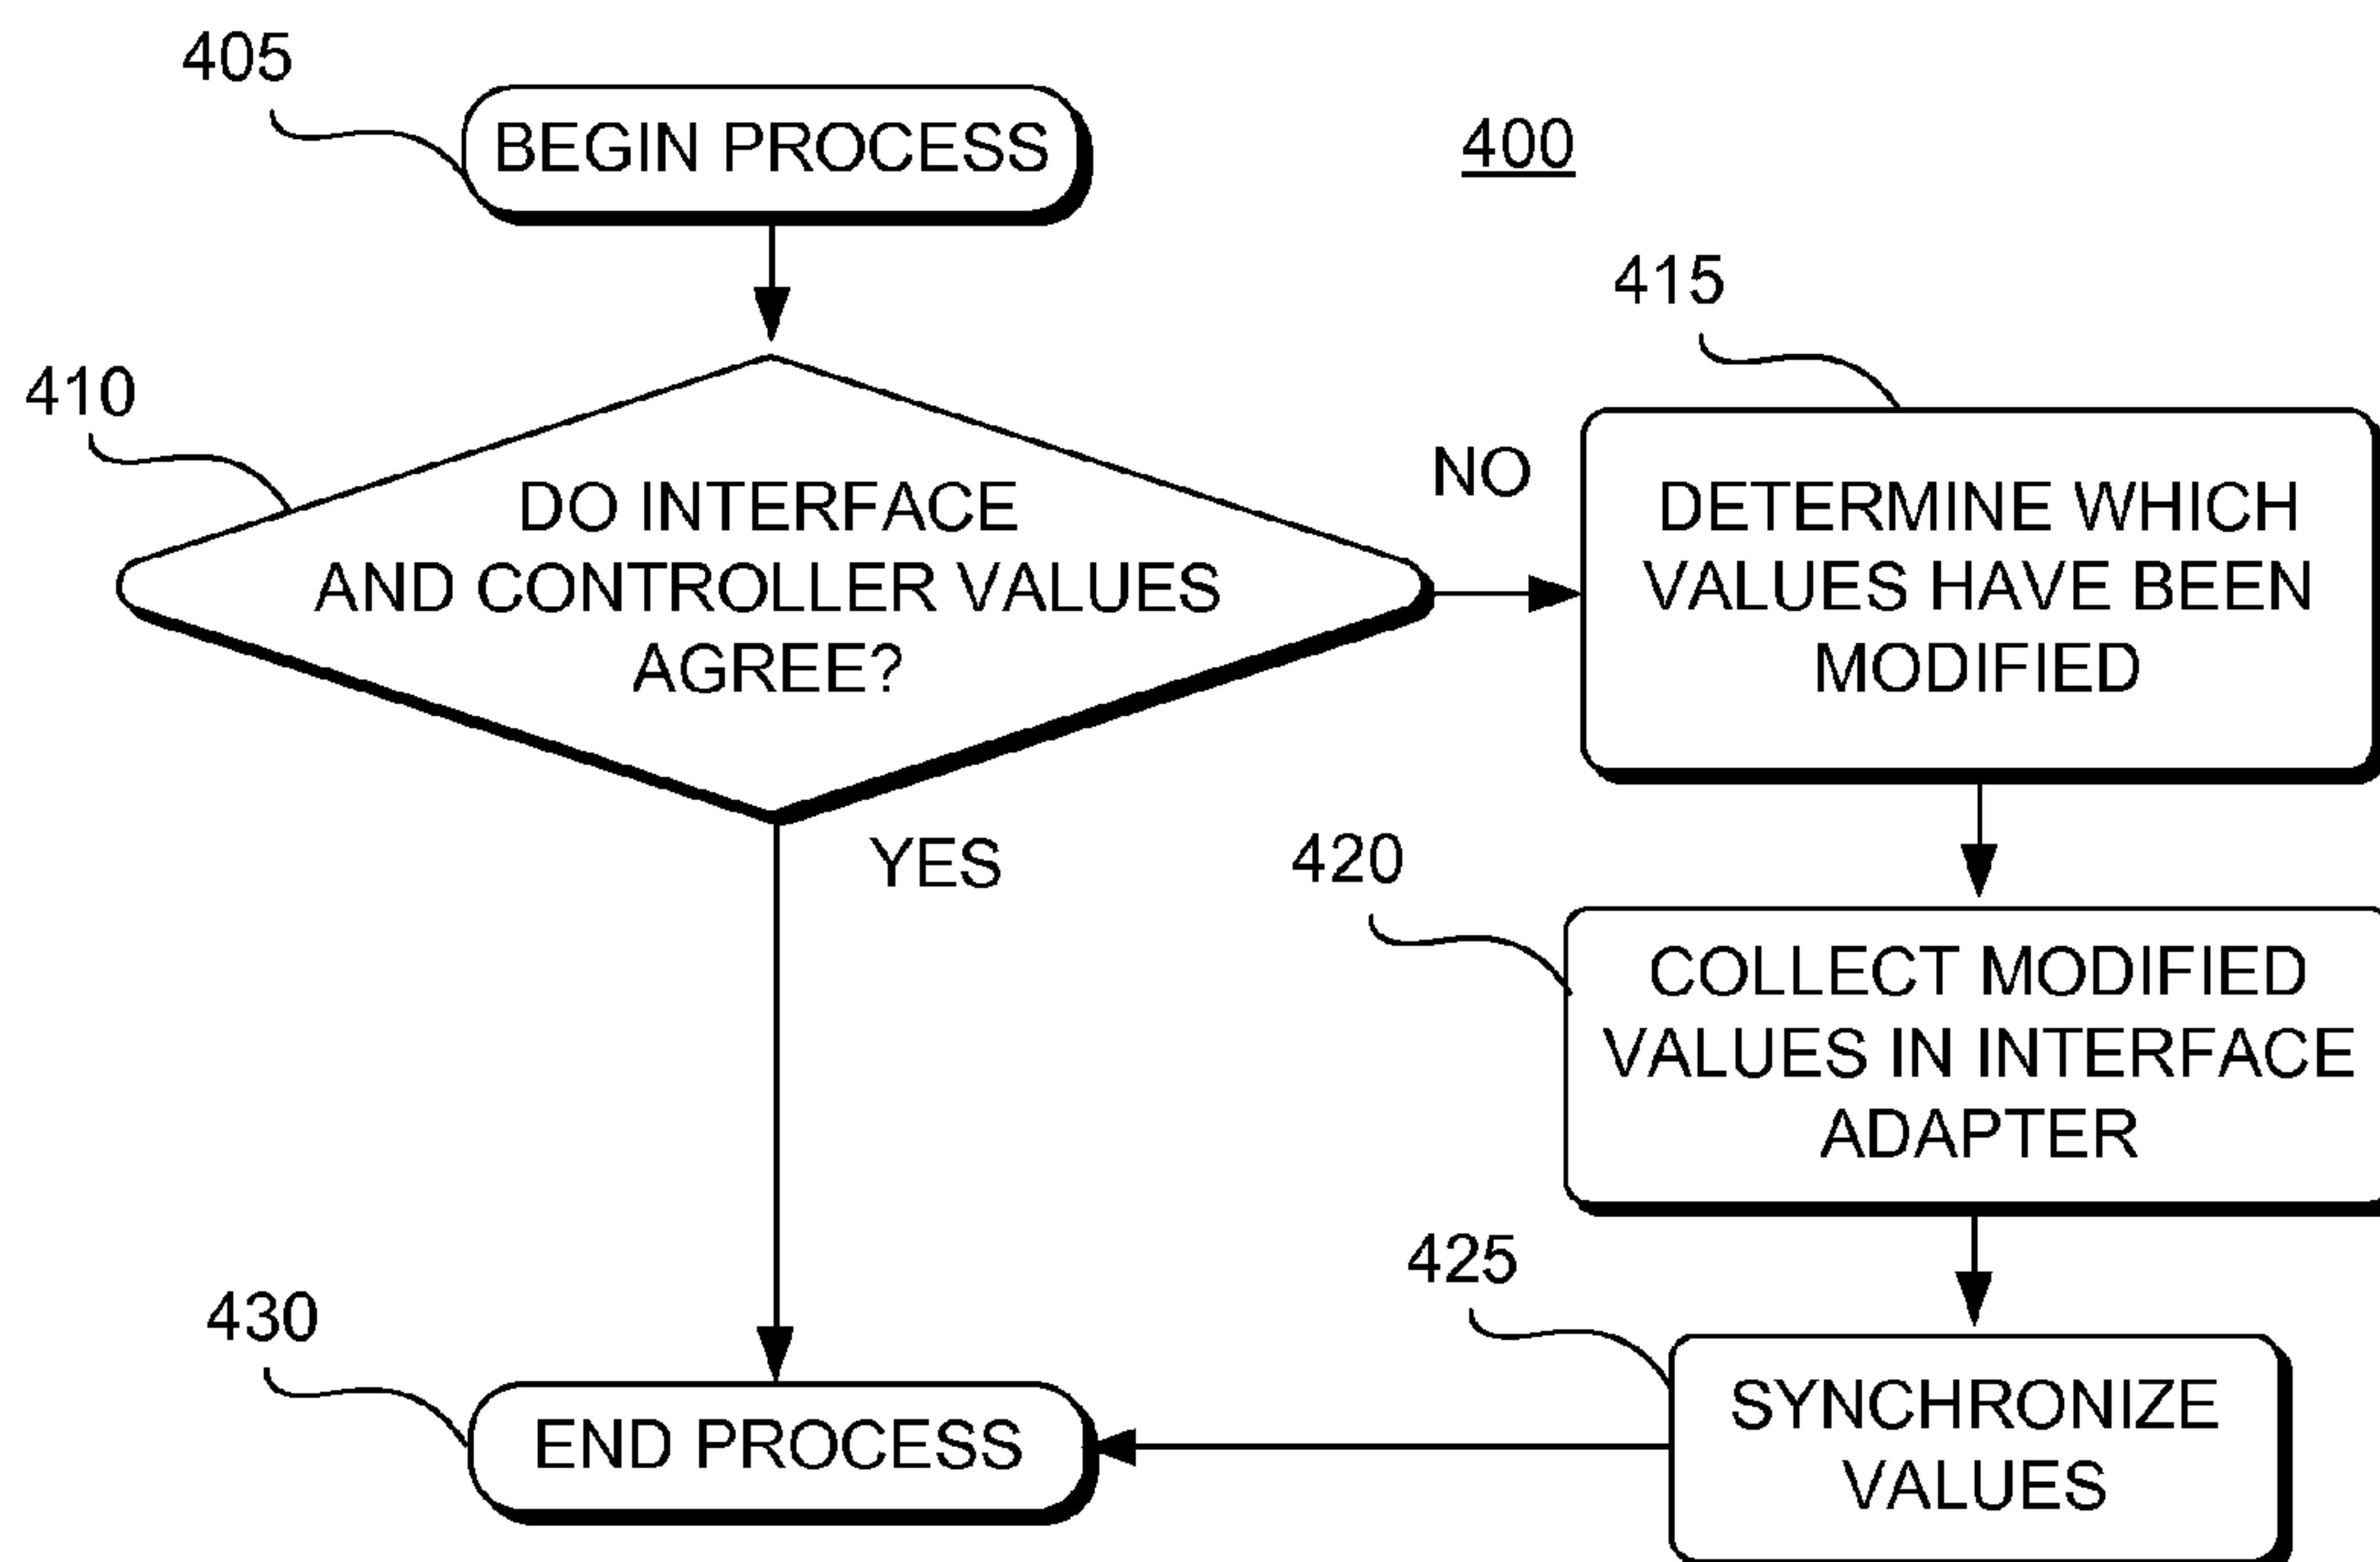 405
BEGIN PROCESS
400
415
410
NO
DO INTERFACE
AND CONTROLLER VALUES
AGREE?
DETERMINE WHICH
VALUES HAVE BEEN
MODIFIED
YES
420
COLLECT MODIFIED
VALUES IN INTERFACE
ADAPTER
425
SYNCHRONIZE
VALUES
430
END PROCESS